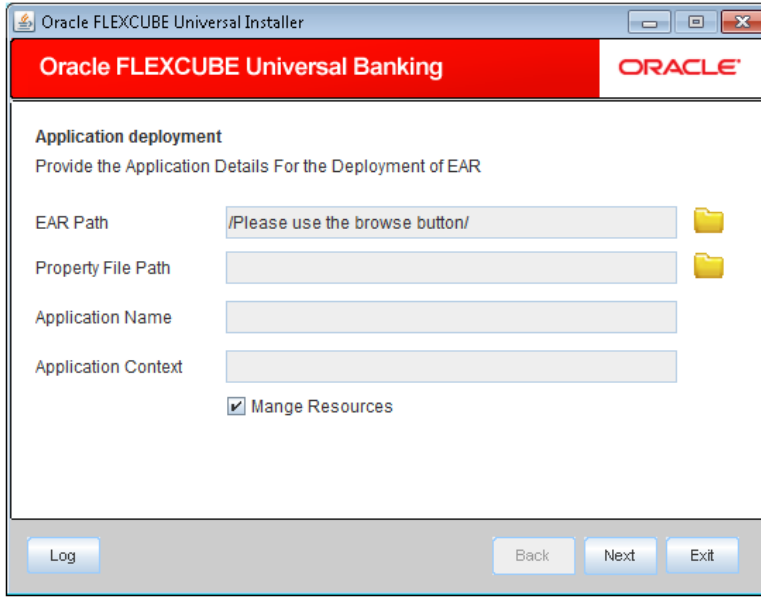 Oracle FLEXCUBE Universal Installer
Oracle FLEXCUBE Universal Banking
ORACLE
Application deployment
Provide the Application Details For the Deployment of EAR
EAR Path
/Please use the browse button/
Property File Path
Application Name
Application Context
Mange Resources
Log
Back
Next
Exit